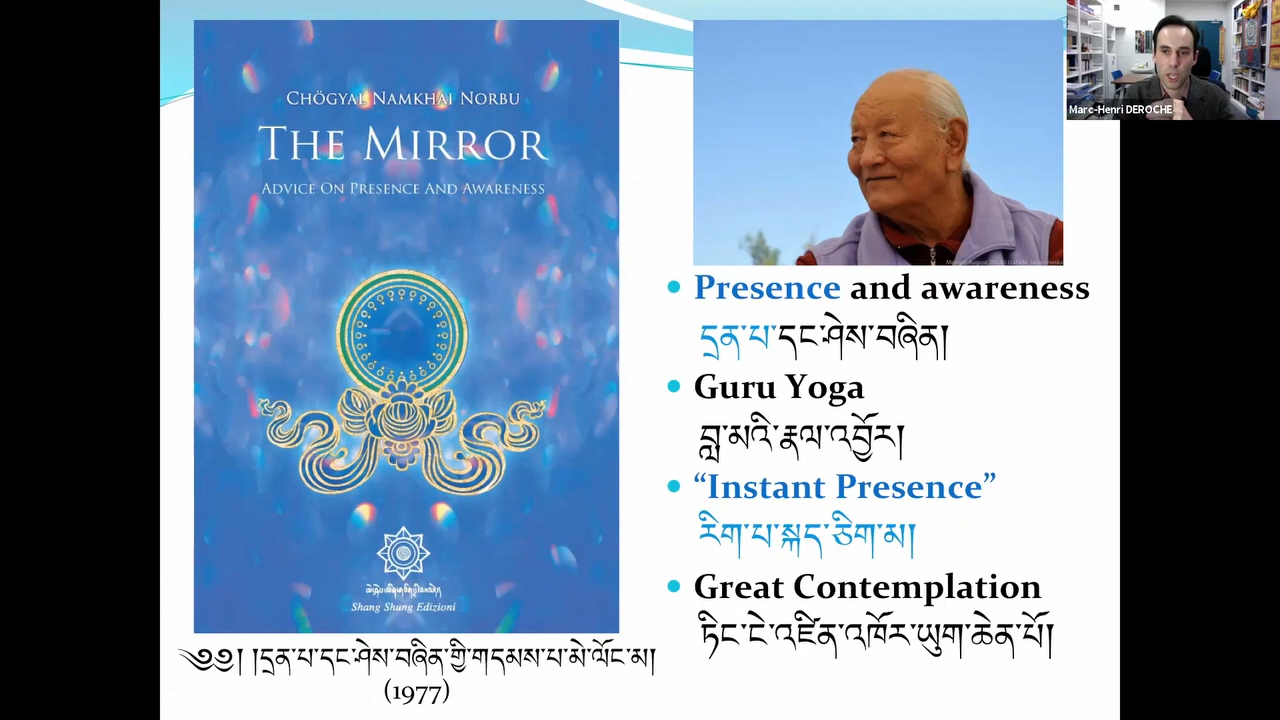 CHÖGYAL NAMKHAI NORBU
THE MIRROR
ADVICE ON PRESENCE AND AWARENESS
Shang Shung Edizioni
༄༅། །དྲན་པ་དང་ཤེས་བཞིན་གྱི་གདམས་པ་མེ་ལོང་མ།
(1977)
Marc-Henri DEROCHE
• Presence and awareness
དྲན་པ་དང་ཤེས་བཞིན།
• Guru Yoga
བླ་མའི་རྣལ་འབྱོར།
• “Instant Presence”
རིག་པ་སྐད་ཅིག་མ།
• Great Contemplation
ཏིང་ངེ་འཛིན་འཁོར་ཡུག་ཆེན་པོ།